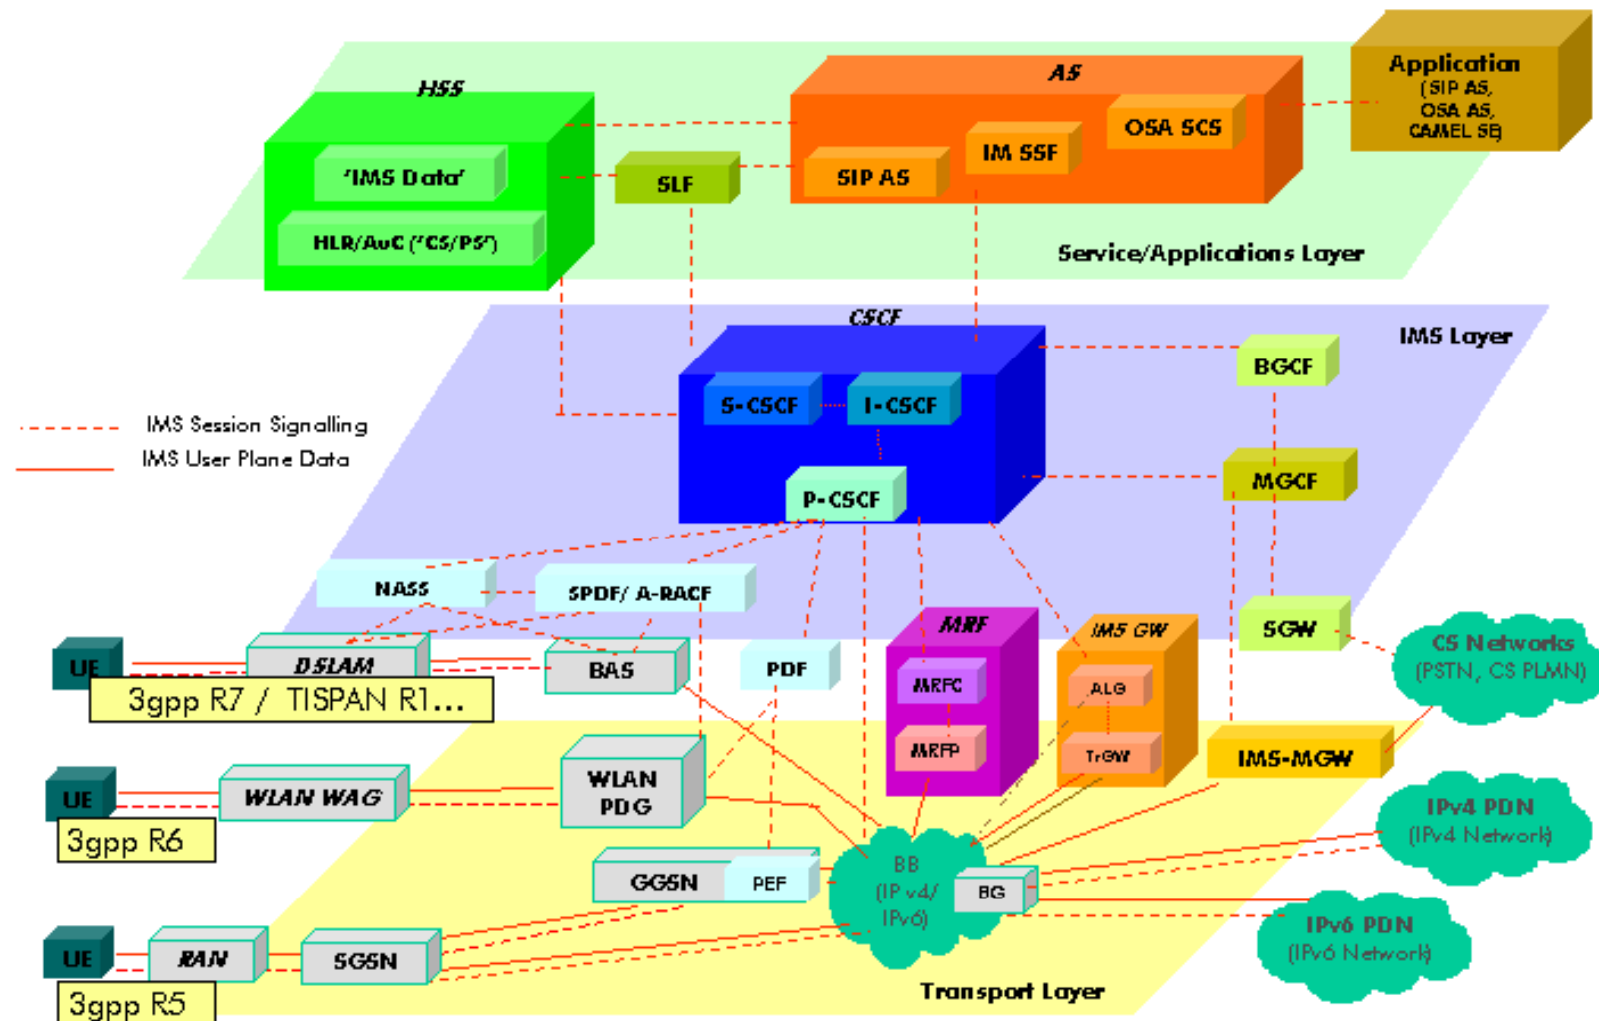 HSS
AS
Application
(SIP AS,
OSA AS,
CAMEL SE)
OSA SCS
IM SSF
'IMS Data'
SLF
SIP AS
HLR/AuC ('CS/PS')
Service/Applications Layer
CSCF
IMS Layer
BGCF
S-CSCF
I-CSCF
IMS Session Signalling
IMS User Plane Data
MGCF
P-CSCF
NASS
SPDF/ A-RACF
MRF
IMS GW
SGW
CS Networks
(PSTN, CS PLMN)
UE
DSLAM
BAS
PDF
MRFC
ALG
3gpp R7 / TISPAN R1...
MRFP
TrGW
IMS-MGW
UE
WLAN WAG
WLAN
PDG
IPv4 PDN
(IPv4 Network)
3gpp R6
GGSN
PEF
BB
(IP v4/
IPv6)
BG
IPv6 PDN
(IPv6 Network)
UE
RAN
SGSN
3gpp R5
Transport Layer